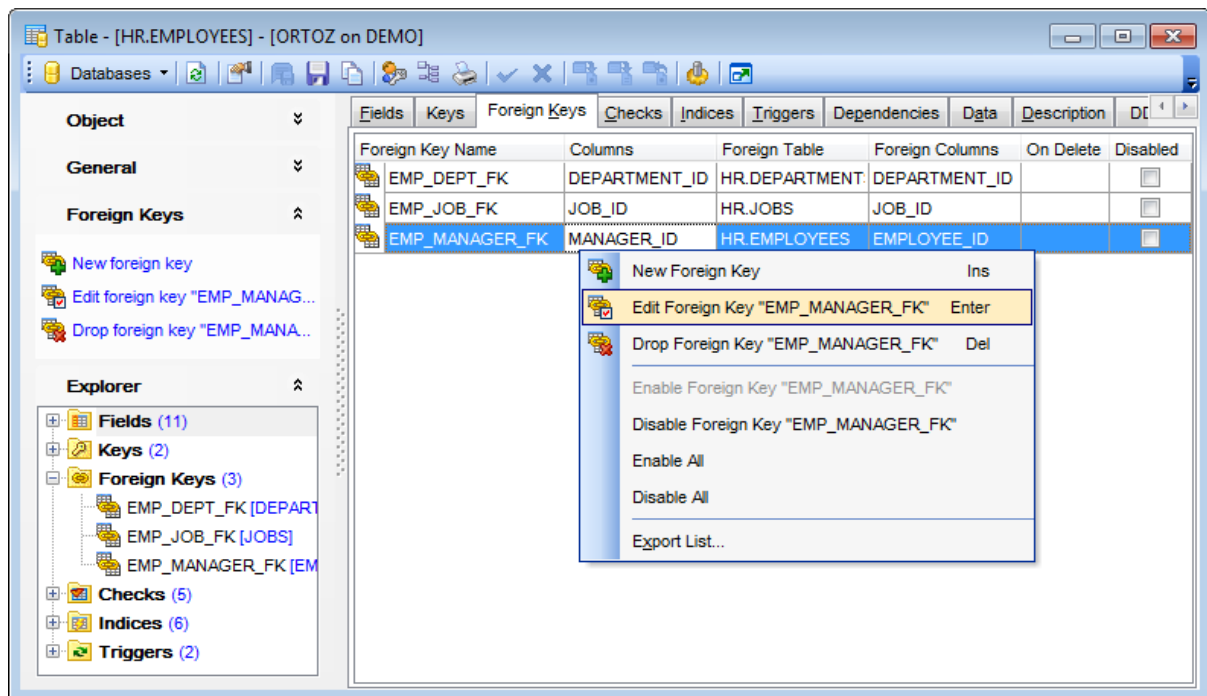 Table - [HR.EMPLOYEES] - [ORTOZ on DEMO]
Databases
Object
General
Foreign Keys
New foreign key
Edit foreign key "EMP_MANAG...
Drop foreign key "EMP_MANA...
Explorer
Fields (11)
Keys (2)
Foreign Keys (3)
EMP_DEPT_FK [DEPART
EMP_JOB_FK [JOBS]
EMP_MANAGER_FK [EM
Checks (5)
Indices (6)
Triggers (2)
Fields Keys Foreign Keys Checks Indices Triggers Dependencies Data Description DD
Foreign Key Name Columns Foreign Table Foreign Columns On Delete Disabled
EMP_DEPT_FK DEPARTMENT_ID HR.DEPARTMENT DEPARTMENT_ID
EMP_JOB_FK JOB_ID HR.JOBS JOB_ID
EMP_MANAGER_FK MANAGER_ID HR.EMPLOYEES EMPLOYEE_ID
New Foreign Key Ins
Edit Foreign Key "EMP_MANAGER_FK" Enter
Drop Foreign Key "EMP_MANAGER_FK" Del
Enable Foreign Key "EMP_MANAGER_FK"
Disable Foreign Key "EMP_MANAGER_FK"
Enable All
Disable All
Export List...